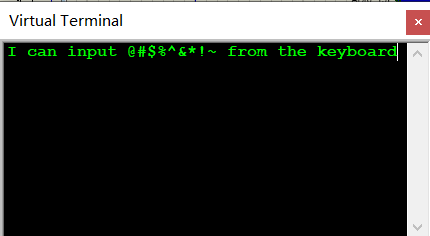 Virtual Terminal
I can input @#$%^&*!~ from the keyboard